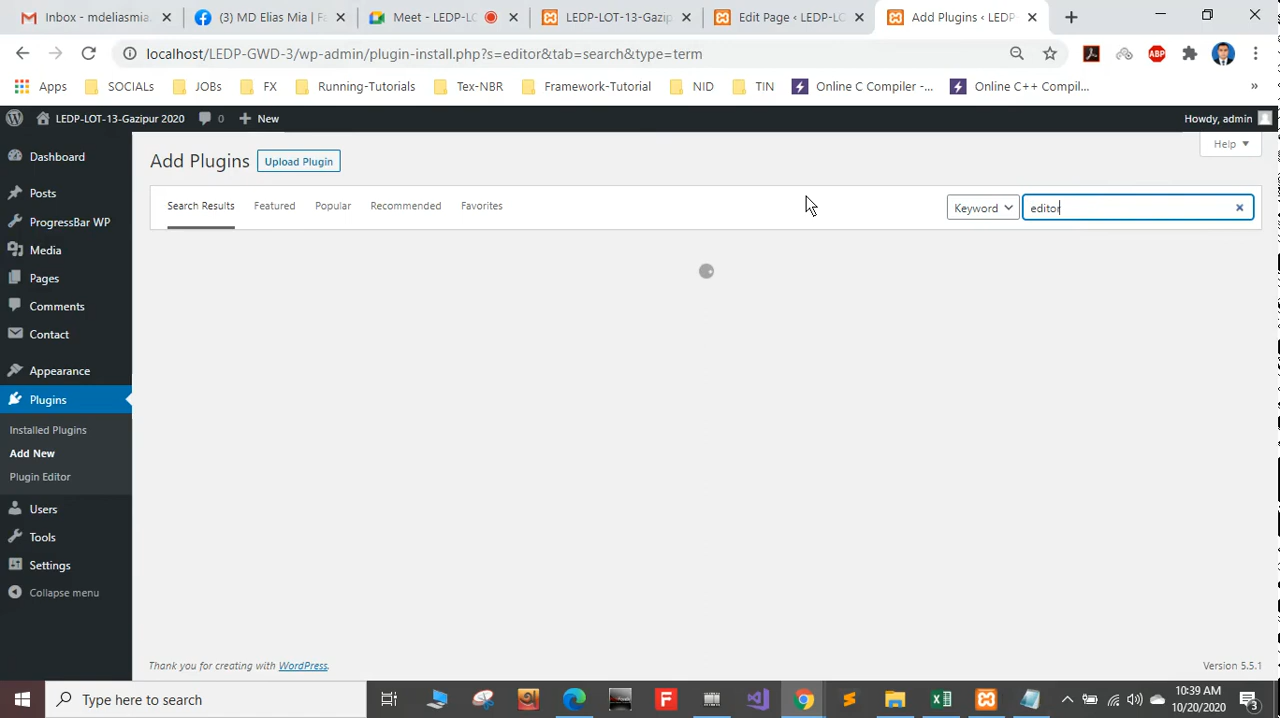 Inbox - mdeliasmia.
(3) MD Elias Mia | Fa
Meet - LEDP-L
LEDP-LOT-13-Gazip
Edit Page ‹ LEDP-LO
Add Plugins ‹ LEDP-
localhost/LEDP-GWD-3/wp-admin/plugin-install.php?s=editor&tab=search&type=term
ABP
Apps
SOCIALs
JOBs
FX
Running-Tutorials
Tex-NBR
Framework-Tutorial
NID
TIN
Online C Compiler -...
Online C++ Compil...
»
LEDP-LOT-13-Gazipur 2020
0
New
Howdy, admin
Dashboard
Posts
ProgressBar WP
Media
Pages
Comments
Contact
Appearance
Plugins
Installed Plugins
Add New
Plugin Editor
Users
Tools
Settings
Collapse menu
Add Plugins
Upload Plugin
Help
Search Results
Featured
Popular
Recommended
Favorites
Keyword
editor
Thank you for creating with WordPress.
Version 5.5.1
Type here to search
10:39 AM
10/20/2020
3